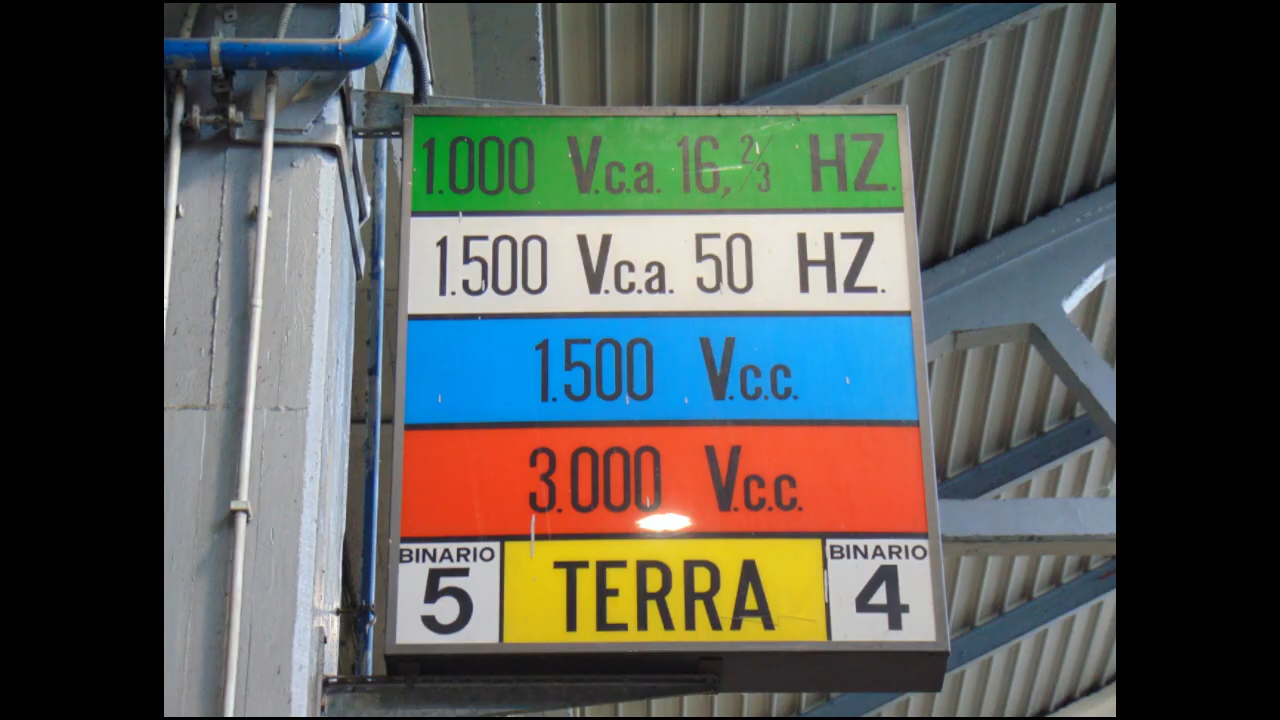 1.000 V.c.a. 16,2/3 HZ.
1.500 V.c.a. 50 HZ.
1.500 V.c.c.
3.000 V.c.c.
BINARIO
5
TERRA
BINARIO
4